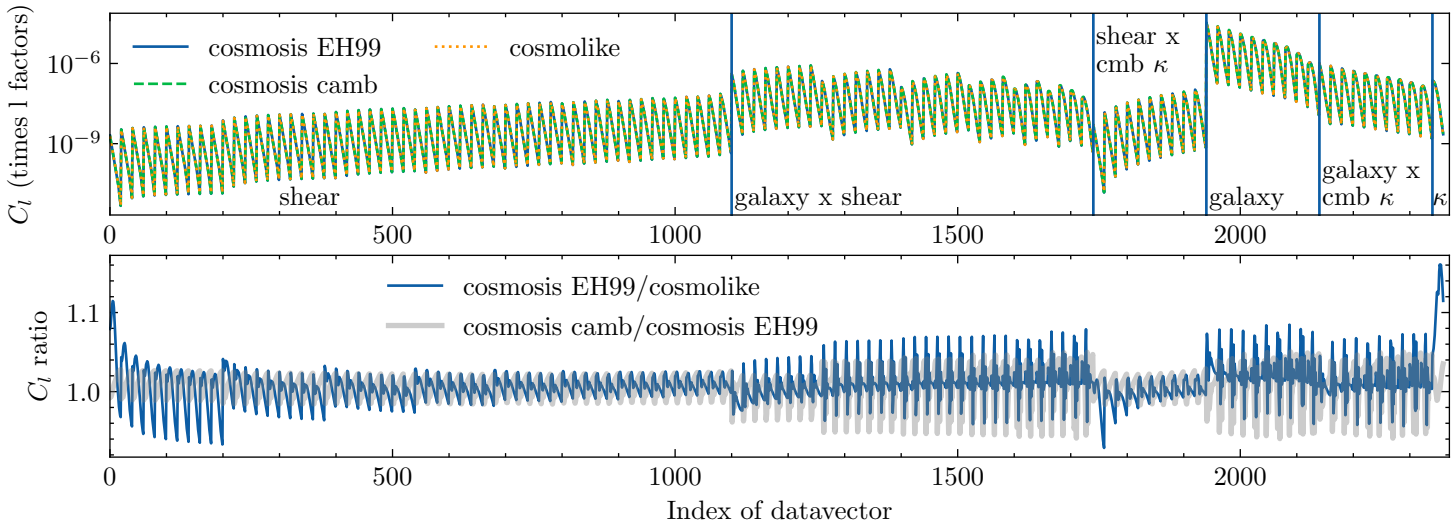 cosmosis EH99
cosmolike
cosmosis camb
shear
galaxy x shear
shear x
cmb κ
galaxy
galaxy x
cmb κ
κ
C_l (times l factors)
10⁻⁶
10⁻⁹
0
500
1000
1500
2000
cosmosis EH99/cosmolike
cosmosis camb/cosmosis EH99
C_l ratio
1.1
1.0
0
500
1000
1500
2000
Index of datavector